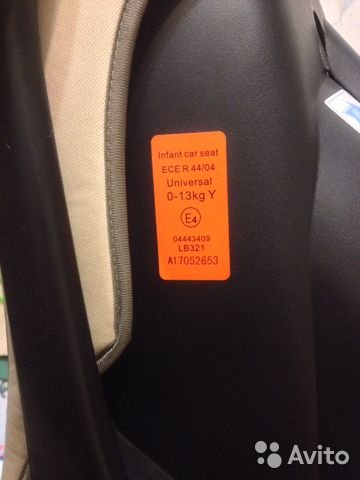 Infant car seat
ECE R 44/04
Universal
0-13kg Y
E4
04443409
LB321
A17052653
Avito